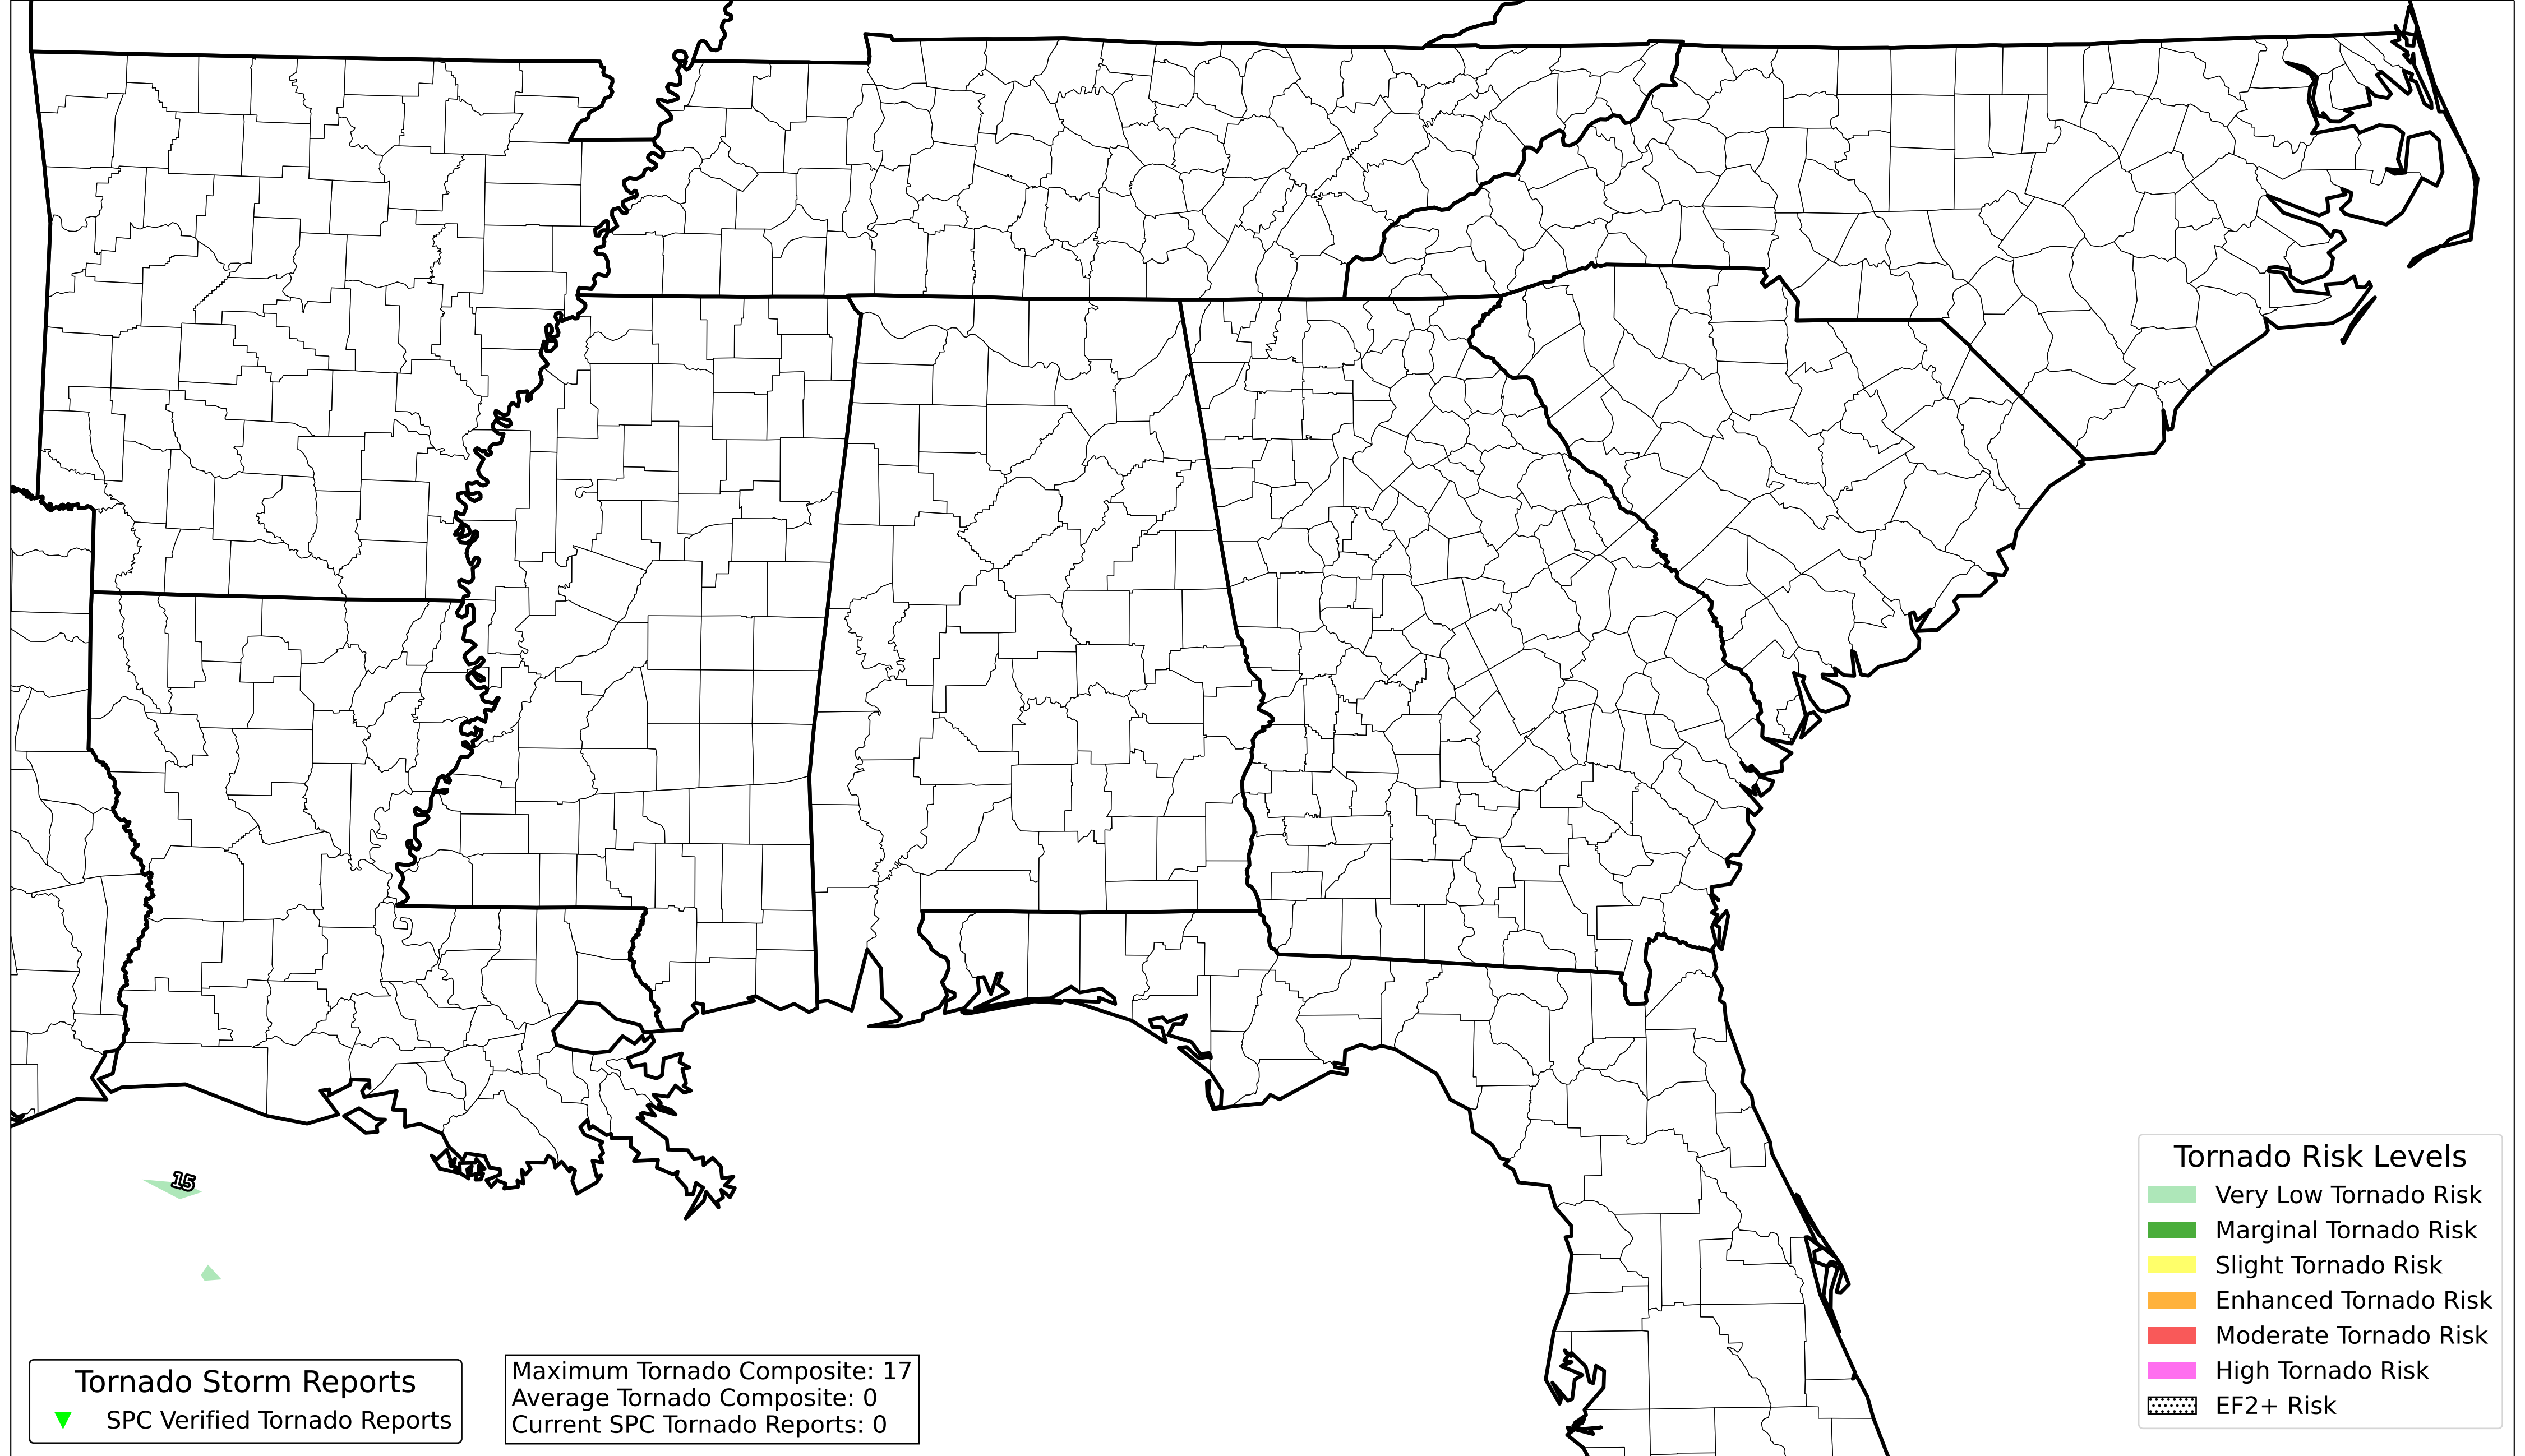 15
Tornado Storm Reports
SPC Verified Tornado Reports
Maximum Tornado Composite: 17
Average Tornado Composite: 0
Current SPC Tornado Reports: 0
Tornado Risk Levels
Very Low Tornado Risk
Marginal Tornado Risk
Slight Tornado Risk
Enhanced Tornado Risk
Moderate Tornado Risk
High Tornado Risk
EF2+ Risk